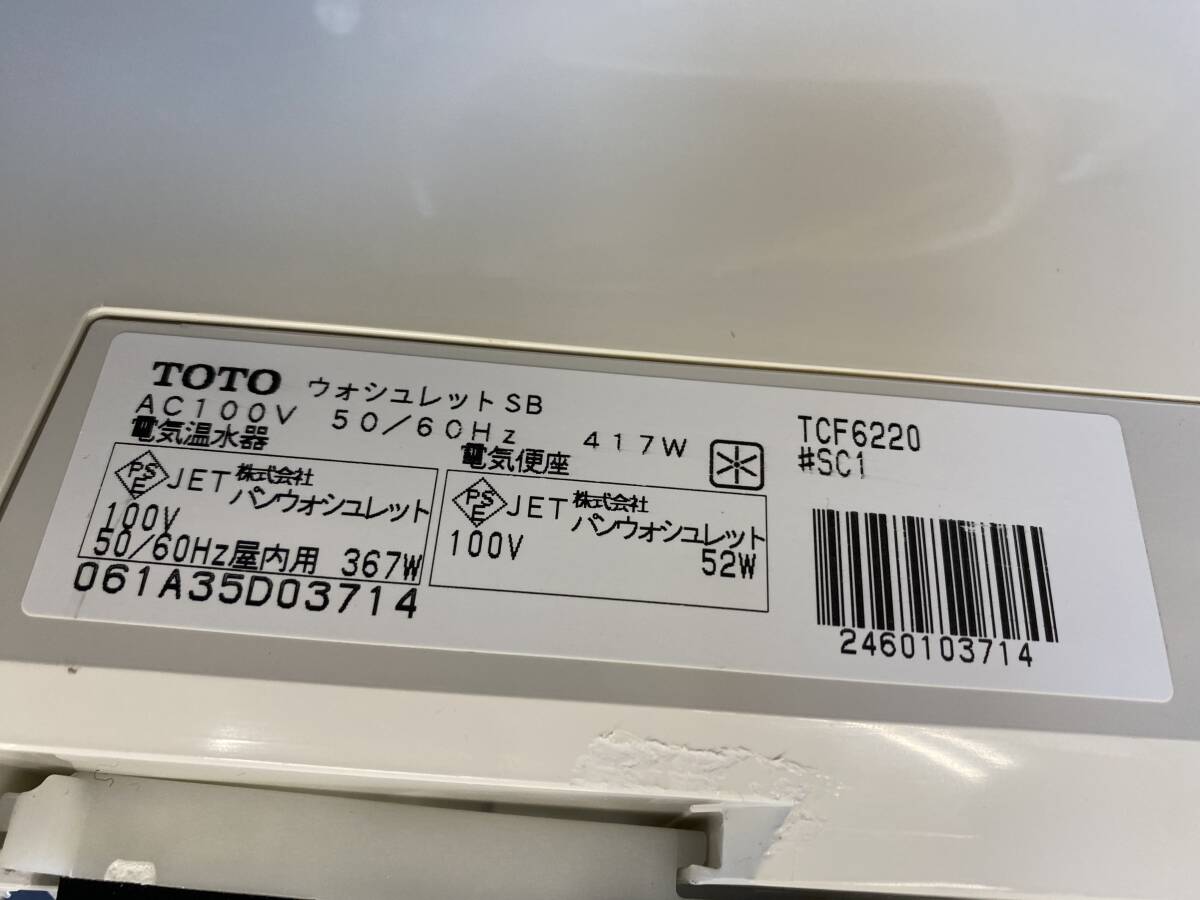 TOTO ウォシュレットSB
AC100V 50/60Hz 417W
電気温水器
PSE JET 株式会社
パンウォシュレット
100V
50/60Hz屋内用 367W
061A35D03714
電気便座
PSE JET 株式会社
パンウォシュレット
100V 52W
TCF6220
#SC1
2460103714